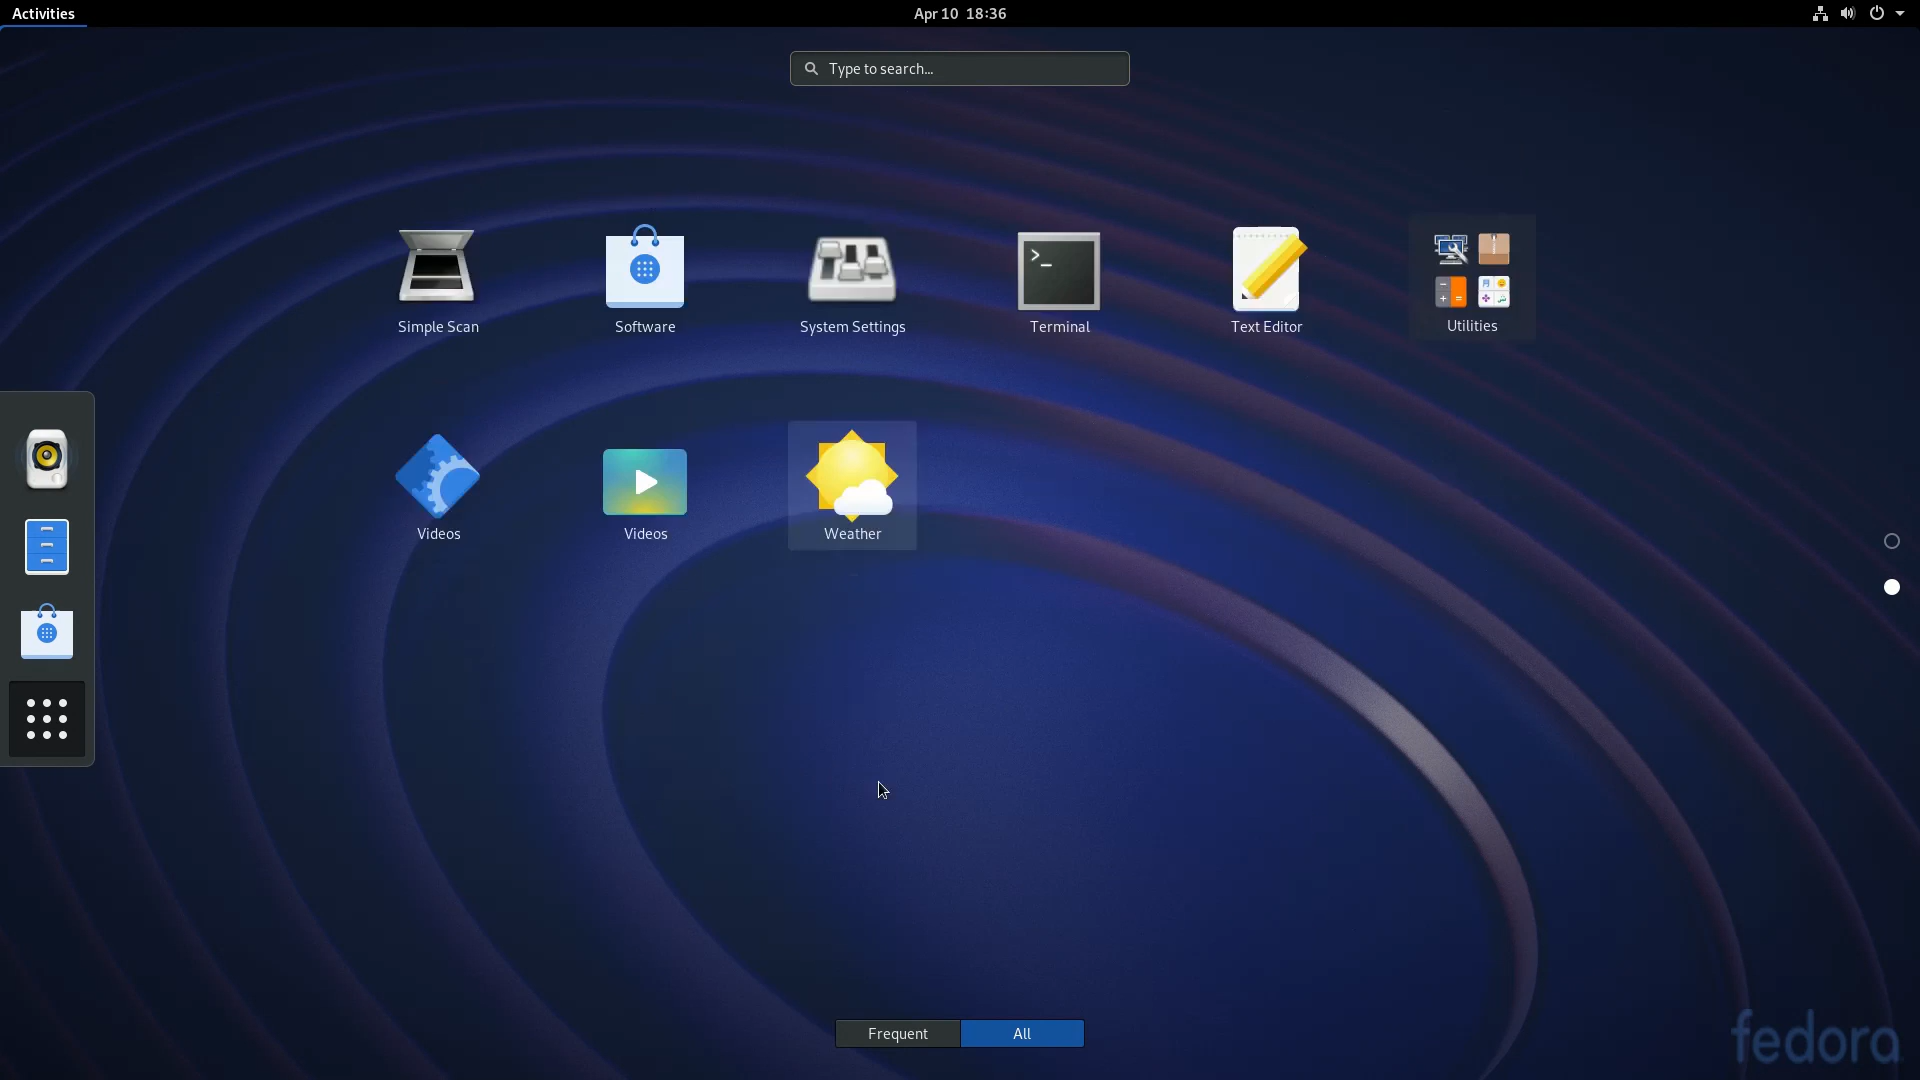 Activities
Apr 10 18:36
Type to search...
Simple Scan
Software
System Settings
>_
Terminal
Text Editor
Utilities
Videos
Videos
Weather
Frequent
All
fedora